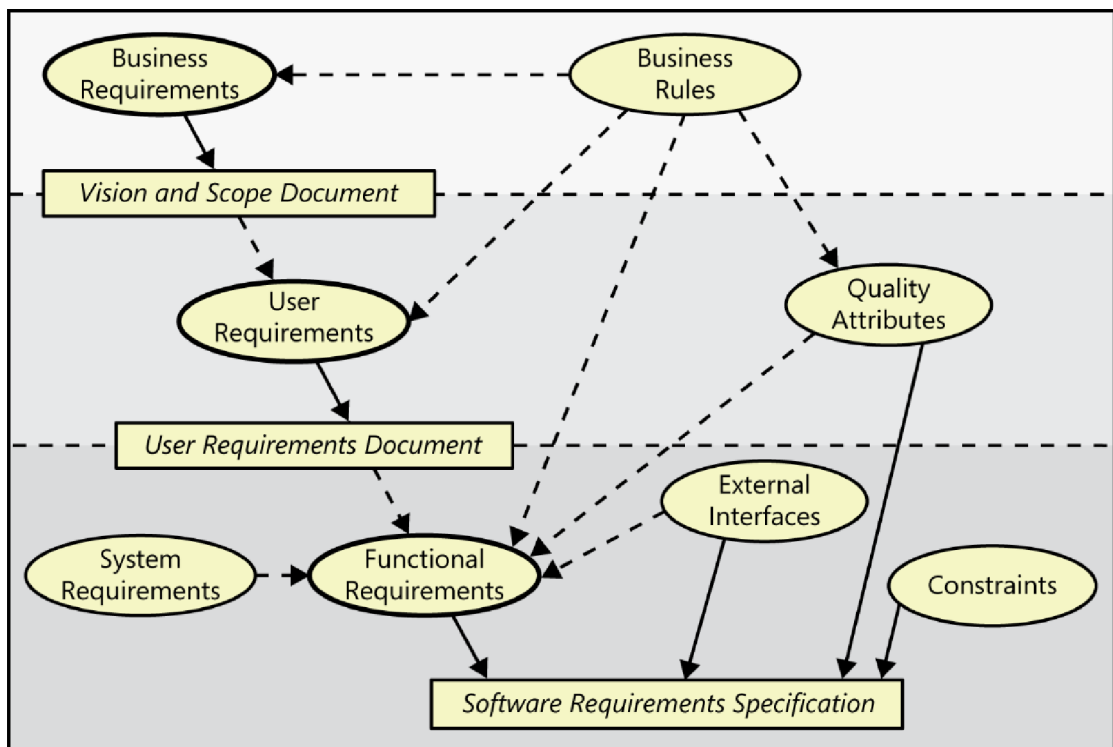 Business
Requirements
Business
Rules
Vision and Scope Document
User
Requirements
Quality
Attributes
User Requirements Document
External
Interfaces
System
Requirements
Functional
Requirements
Constraints
Software Requirements Specification